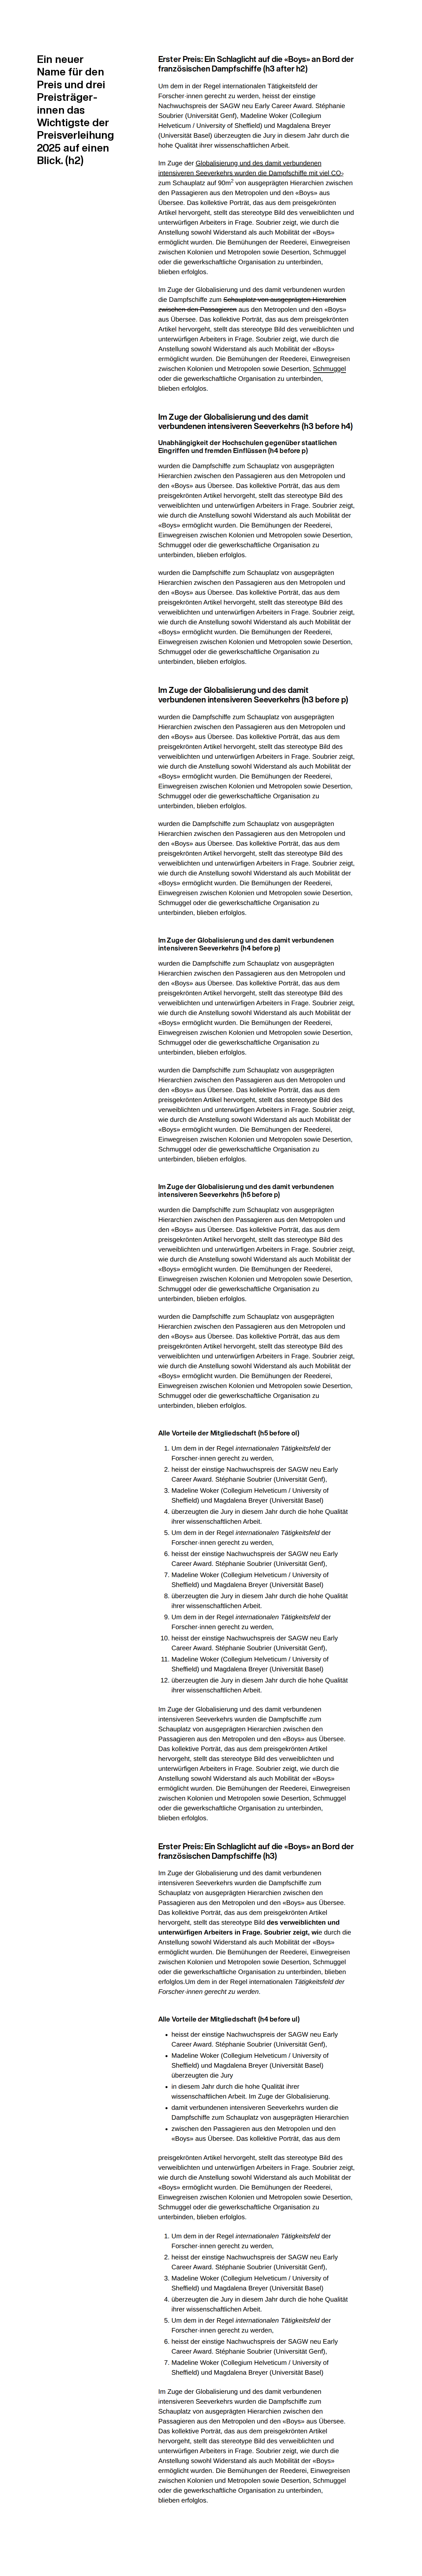 Ein neuer
Name für den
Preis und drei
Preisträger-
innen das
Wichtigste der
Preisverleihung
2025 auf einen
Blick. (h2)
Erster Preis: Ein Schlaglicht auf die «Boys» an Bord der
französischen Dampfschiffe (h3 after h2)
Um dem in der Regel internationalen Tätigkeitsfeld der
Forscher·innen gerecht zu werden, heisst der einstige
Nachwuchspreis der SAGW neu Early Career Award. Stéphanie
Soubrier (Universität Genf), Madeline Woker (Collegium
Helveticum / University of Sheffield) und Magdalena Breyer
(Universität Basel) überzeugten die Jury in diesem Jahr durch die
hohe Qualität ihrer wissenschaftlichen Arbeit.
Im Zuge der Globalisierung und des damit verbundenen
intensiveren Seeverkehrs wurden die Dampfschiffe mit viel CO-
zum Schauplatz auf 90m² von ausgeprägten Hierarchien zwischen
den Passagieren aus den Metropolen und den «Boys» aus
Übersee. Das kollektive Porträt, das aus dem preisgekrönten
Artikel hervorgeht, stellt das stereotype Bild des verweiblichten und
unterwürfigen Arbeiters in Frage. Soubrier zeigt, wie durch die
Anstellung sowohl Widerstand als auch Mobilität der «Boys»
ermöglicht wurden. Die Bemühungen der Reederei, Einwegreisen
zwischen Kolonien und Metropolen sowie Desertion, Schmuggel
oder die gewerkschaftliche Organisation zu unterbinden,
blieben erfolglos.
Im Zuge der Globalisierung und des damit verbundenen wurden
die Dampfschiffe zum Schauplatz von ausgeprägten Hierarchien
zwischen den Passagieren aus den Metropolen und den «Boys»
aus Übersee. Das kollektive Porträt, das aus dem preisgekrönten
Artikel hervorgeht, stellt das stereotype Bild des verweiblichten und
unterwürfigen Arbeiters in Frage. Soubrier zeigt, wie durch die
Anstellung sowohl Widerstand als auch Mobilität der «Boys»
ermöglicht wurden. Die Bemühungen der Reederei, Einwegreisen
zwischen Kolonien und Metropolen sowie Desertion, Schmuggel
oder die gewerkschaftliche Organisation zu unterbinden,
blieben erfolglos.
Im Zuge der Globalisierung und des damit
verbundenen intensiveren Seeverkehrs (h3 before h4)
Unabhängigkeit der Hochschulen gegenüber staatlichen
Eingriffen und fremden Einflüssen (h4 before p)
wurden die Dampfschiffe zum Schauplatz von ausgeprägten
Hierarchien zwischen den Passagieren aus den Metropolen und
den «Boys» aus Übersee. Das kollektive Porträt, das aus dem
preisgekrönten Artikel hervorgeht, stellt das stereotype Bild des
verweiblichten und unterwürfigen Arbeiters in Frage. Soubrier zeigt,
wie durch die Anstellung sowohl Widerstand als auch Mobilität der
«Boys» ermöglicht wurden. Die Bemühungen der Reederei,
Einwegreisen zwischen Kolonien und Metropolen sowie Desertion,
Schmuggel oder die gewerkschaftliche Organisation zu
unterbinden, blieben erfolglos.
wurden die Dampfschiffe zum Schauplatz von ausgeprägten
Hierarchien zwischen den Passagieren aus den Metropolen und
den «Boys» aus Übersee. Das kollektive Porträt, das aus dem
preisgekrönten Artikel hervorgeht, stellt das stereotype Bild des
verweiblichten und unterwürfigen Arbeiters in Frage. Soubrier zeigt,
wie durch die Anstellung sowohl Widerstand als auch Mobilität der
«Boys» ermöglicht wurden. Die Bemühungen der Reederei,
Einwegreisen zwischen Kolonien und Metropolen sowie Desertion,
Schmuggel oder die gewerkschaftliche Organisation zu
unterbinden, blieben erfolglos.
Im Zuge der Globalisierung und des damit
verbundenen intensiveren Seeverkehrs (h3 before p)
wurden die Dampfschiffe zum Schauplatz von ausgeprägten
Hierarchien zwischen den Passagieren aus den Metropolen und
den «Boys» aus Übersee. Das kollektive Porträt, das aus dem
preisgekrönten Artikel hervorgeht, stellt das stereotype Bild des
verweiblichten und unterwürfigen Arbeiters in Frage. Soubrier zeigt,
wie durch die Anstellung sowohl Widerstand als auch Mobilität der
«Boys» ermöglicht wurden. Die Bemühungen der Reederei,
Einwegreisen zwischen Kolonien und Metropolen sowie Desertion,
Schmuggel oder die gewerkschaftliche Organisation zu
unterbinden, blieben erfolglos.
wurden die Dampfschiffe zum Schauplatz von ausgeprägten
Hierarchien zwischen den Passagieren aus den Metropolen und
den «Boys» aus Übersee. Das kollektive Porträt, das aus dem
preisgekrönten Artikel hervorgeht, stellt das stereotype Bild des
verweiblichten und unterwürfigen Arbeiters in Frage. Soubrier zeigt,
wie durch die Anstellung sowohl Widerstand als auch Mobilität der
«Boys» ermöglicht wurden. Die Bemühungen der Reederei,
Einwegreisen zwischen Kolonien und Metropolen sowie Desertion,
Schmuggel oder die gewerkschaftliche Organisation zu
unterbinden, blieben erfolglos.
Im Zuge der Globalisierung und des damit verbundenen
intensiveren Seeverkehrs (h4 before p)
wurden die Dampfschiffe zum Schauplatz von ausgeprägten
Hierarchien zwischen den Passagieren aus den Metropolen und
den «Boys» aus Übersee. Das kollektive Porträt, das aus dem
preisgekrönten Artikel hervorgeht, stellt das stereotype Bild des
verweiblichten und unterwürfigen Arbeiters in Frage. Soubrier zeigt,
wie durch die Anstellung sowohl Widerstand als auch Mobilität der
«Boys» ermöglicht wurden. Die Bemühungen der Reederei,
Einwegreisen zwischen Kolonien und Metropolen sowie Desertion,
Schmuggel oder die gewerkschaftliche Organisation zu
unterbinden, blieben erfolglos.
wurden die Dampfschiffe zum Schauplatz von ausgeprägten
Hierarchien zwischen den Passagieren aus den Metropolen und
den «Boys» aus Übersee. Das kollektive Porträt, das aus dem
preisgekrönten Artikel hervorgeht, stellt das stereotype Bild des
verweiblichten und unterwürfigen Arbeiters in Frage. Soubrier zeigt,
wie durch die Anstellung sowohl Widerstand als auch Mobilität der
«Boys» ermöglicht wurden. Die Bemühungen der Reederei,
Einwegreisen zwischen Kolonien und Metropolen sowie Desertion,
Schmuggel oder die gewerkschaftliche Organisation zu
unterbinden, blieben erfolglos.
Im Zuge der Globalisierung und des damit verbundenen
intensiveren Seeverkehrs (h5 before p)
wurden die Dampfschiffe zum Schauplatz von ausgeprägten
Hierarchien zwischen den Passagieren aus den Metropolen und
den «Boys» aus Übersee. Das kollektive Porträt, das aus dem
preisgekrönten Artikel hervorgeht, stellt das stereotype Bild des
verweiblichten und unterwürfigen Arbeiters in Frage. Soubrier zeigt,
wie durch die Anstellung sowohl Widerstand als auch Mobilität der
«Boys» ermöglicht wurden. Die Bemühungen der Reederei,
Einwegreisen zwischen Kolonien und Metropolen sowie Desertion,
Schmuggel oder die gewerkschaftliche Organisation zu
unterbinden, blieben erfolglos.
wurden die Dampfschiffe zum Schauplatz von ausgeprägten
Hierarchien zwischen den Passagieren aus den Metropolen und
den «Boys» aus Übersee. Das kollektive Porträt, das aus dem
preisgekrönten Artikel hervorgeht, stellt das stereotype Bild des
verweiblichten und unterwürfigen Arbeiters in Frage. Soubrier zeigt,
wie durch die Anstellung sowohl Widerstand als auch Mobilität der
«Boys» ermöglicht wurden. Die Bemühungen der Reederei,
Einwegreisen zwischen Kolonien und Metropolen sowie Desertion,
Schmuggel oder die gewerkschaftliche Organisation zu
unterbinden, blieben erfolglos.
Alle Vorteile der Mitgliedschaft (h5 before ol)
1. Um dem in der Regel internationalen Tätigkeitsfeld der
Forscher·innen gerecht zu werden,
2. heisst der einstige Nachwuchspreis der SAGW neu Early
Career Award. Stéphanie Soubrier (Universität Genf),
3. Madeline Woker (Collegium Helveticum / University of
Sheffield) und Magdalena Breyer (Universität Basel)
4. überzeugten die Jury in diesem Jahr durch die hohe Qualität
ihrer wissenschaftlichen Arbeit.
5. Um dem in der Regel internationalen Tätigkeitsfeld der
Forscher·innen gerecht zu werden,
6. heisst der einstige Nachwuchspreis der SAGW neu Early
Career Award. Stéphanie Soubrier (Universität Genf),
7. Madeline Woker (Collegium Helveticum / University of
Sheffield) und Magdalena Breyer (Universität Basel)
8. überzeugten die Jury in diesem Jahr durch die hohe Qualität
ihrer wissenschaftlichen Arbeit.
9. Um dem in der Regel internationalen Tätigkeitsfeld der
Forscher·innen gerecht zu werden,
10. heisst der einstige Nachwuchspreis der SAGW neu Early
Career Award. Stéphanie Soubrier (Universität Genf),
11. Madeline Woker (Collegium Helveticum / University of
Sheffield) und Magdalena Breyer (Universität Basel)
12. überzeugten die Jury in diesem Jahr durch die hohe Qualität
ihrer wissenschaftlichen Arbeit.
Im Zuge der Globalisierung und des damit verbundenen
intensiveren Seeverkehrs wurden die Dampfschiffe zum
Schauplatz von ausgeprägten Hierarchien zwischen den
Passagieren aus den Metropolen und den «Boys» aus Übersee.
Das kollektive Porträt, das aus dem preisgekrönten Artikel
hervorgeht, stellt das stereotype Bild des verweiblichten und
unterwürfigen Arbeiters in Frage. Soubrier zeigt, wie durch die
Anstellung sowohl Widerstand als auch Mobilität der «Boys»
ermöglicht wurden. Die Bemühungen der Reederei, Einwegreisen
zwischen Kolonien und Metropolen sowie Desertion, Schmuggel
oder die gewerkschaftliche Organisation zu unterbinden,
blieben erfolglos.
Erster Preis: Ein Schlaglicht auf die «Boys» an Bord der
französischen Dampfschiffe (h3)
Im Zuge der Globalisierung und des damit verbundenen
intensiveren Seeverkehrs wurden die Dampfschiffe zum
Schauplatz von ausgeprägten Hierarchien zwischen den
Passagieren aus den Metropolen und den «Boys» aus Übersee.
Das kollektive Porträt, das aus dem preisgekrönten Artikel
hervorgeht, stellt das stereotype Bild des verweiblichten und
unterwürfigen Arbeiters in Frage. Soubrier zeigt, wie durch die
Anstellung sowohl Widerstand als auch Mobilität der «Boys»
ermöglicht wurden. Die Bemühungen der Reederei, Einwegreisen
zwischen Kolonien und Metropolen sowie Desertion, Schmuggel
oder die gewerkschaftliche Organisation zu unterbinden, blieben
erfolglos.Um dem in der Regel internationalen Tätigkeitsfeld der
Forscher·innen gerecht zu werden.
Alle Vorteile der Mitgliedschaft (h4 before ul)
• heisst der einstige Nachwuchspreis der SAGW neu Early
Career Award. Stéphanie Soubrier (Universität Genf),
• Madeline Woker (Collegium Helveticum / University of
Sheffield) und Magdalena Breyer (Universität Basel)
überzeugten die Jury
• in diesem Jahr durch die hohe Qualität ihrer
wissenschaftlichen Arbeit. Im Zuge der Globalisierung.
• damit verbundenen intensiveren Seeverkehrs wurden die
Dampfschiffe zum Schauplatz von ausgeprägten Hierarchien
• zwischen den Passagieren aus den Metropolen und den
«Boys» aus Übersee. Das kollektive Porträt, das aus dem
preisgekrönten Artikel hervorgeht, stellt das stereotype Bild des
verweiblichten und unterwürfigen Arbeiters in Frage. Soubrier zeigt,
wie durch die Anstellung sowohl Widerstand als auch Mobilität der
«Boys» ermöglicht wurden. Die Bemühungen der Reederei,
Einwegreisen zwischen Kolonien und Metropolen sowie Desertion,
Schmuggel oder die gewerkschaftliche Organisation zu
unterbinden, blieben erfolglos.
1. Um dem in der Regel internationalen Tätigkeitsfeld der
Forscher·innen gerecht zu werden,
2. heisst der einstige Nachwuchspreis der SAGW neu Early
Career Award. Stéphanie Soubrier (Universität Genf),
3. Madeline Woker (Collegium Helveticum / University of
Sheffield) und Magdalena Breyer (Universität Basel)
4. überzeugten die Jury in diesem Jahr durch die hohe Qualität
ihrer wissenschaftlichen Arbeit.
5. Um dem in der Regel internationalen Tätigkeitsfeld der
Forscher·innen gerecht zu werden,
6. heisst der einstige Nachwuchspreis der SAGW neu Early
Career Award. Stéphanie Soubrier (Universität Genf),
7. Madeline Woker (Collegium Helveticum / University of
Sheffield) und Magdalena Breyer (Universität Basel)
Im Zuge der Globalisierung und des damit verbundenen
intensiveren Seeverkehrs wurden die Dampfschiffe zum
Schauplatz von ausgeprägten Hierarchien zwischen den
Passagieren aus den Metropolen und den «Boys» aus Übersee.
Das kollektive Porträt, das aus dem preisgekrönten Artikel
hervorgeht, stellt das stereotype Bild des verweiblichten und
unterwürfigen Arbeiters in Frage. Soubrier zeigt, wie durch die
Anstellung sowohl Widerstand als auch Mobilität der «Boys»
ermöglicht wurden. Die Bemühungen der Reederei, Einwegreisen
zwischen Kolonien und Metropolen sowie Desertion, Schmuggel
oder die gewerkschaftliche Organisation zu unterbinden,
blieben erfolglos.